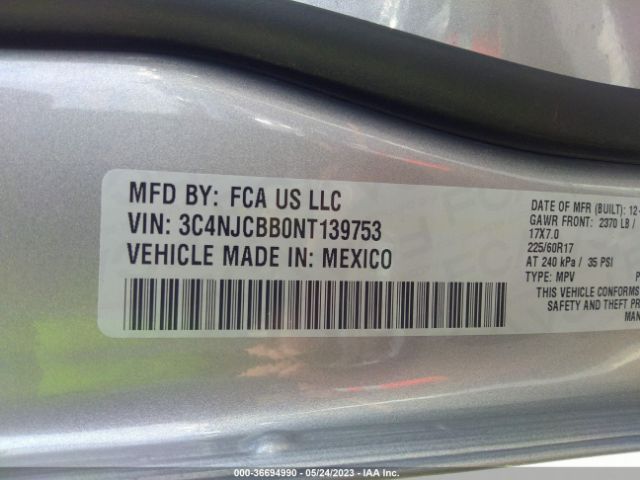 MFD BY: FCA US LLC
VIN: 3C4NJCBB0NT139753
VEHICLE MADE IN: MEXICO
DATE OF MFR (BUILT): 12-
GAWR FRONT: 2370 LB /
17X7.0
225/60R17
AT 240 kPa / 35 PSI
TYPE: MPV P
THIS VEHICLE CONFORMS
SAFETY AND THEFT PR
MAN
000-36694990 - 05/24/2023 - IAA Inc.